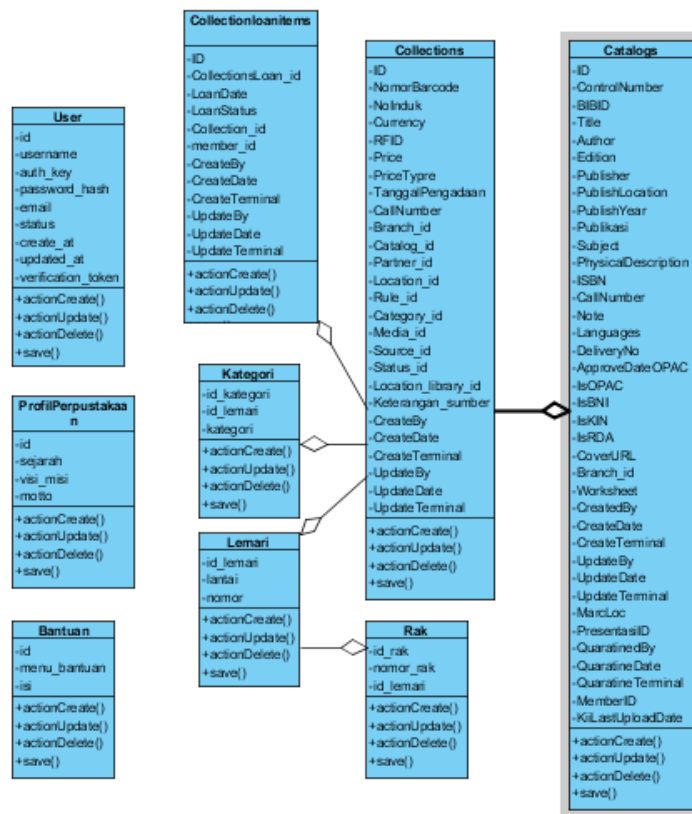 User
-id
-username
-auth_key
-password_hash
-email
-status
-create_at
-updated_at
-verification_token
+actionCreate()
+actionUpdate()
+actionDelete()
+save()
ProfilPerpustakaa
n
-id
-sejarah
-visi_misi
-motto
+actionCreate()
+actionUpdate()
+actionDelete()
+save()
Bantuan
-id
-menu_bantuan
-isi
+actionCreate()
+actionUpdate()
+actionDelete()
+save()
Collectionloanitems
-ID
-CollectionsLoan_id
-LoanDate
-LoanStatus
-Collection_id
-member_id
-CreateBy
-CreateDate
-CreateTerminal
-UpdateBy
-UpdateDate
-UpdateTerminal
+actionCreate()
+actionUpdate()
+actionDelete()
Kategori
-id_kategori
-id_lemari
-kategori
+actionCreate()
+actionUpdate()
+actionDelete()
+save()
Lemari
-id_lemari
-lantai
-nomor
+actionCreate()
+actionUpdate()
+actionDelete()
+save()
Collections
-ID
-NomorBarcode
-NoInduk
-Currency
-RFID
-Price
-PriceTypre
-TanggalPengadaan
-CallNumber
-Branch_id
-Catalog_id
-Partner_id
-Location_id
-Rule_id
-Category_id
-Media_id
-Source_id
-Status_id
-Location_library_id
-Keterangan_sumber
-CreateBy
-CreateDate
-CreateTerminal
-UpdateBy
-UpdateDate
-UpdateTerminal
+actionCreate()
+actionUpdate()
+actionDelete()
+save()
Rak
-id_rak
-nomor_rak
-id_lemari
+actionCreate()
+actionUpdate()
+actionDelete()
+save()
Catalogs
-ID
-ControlNumber
-BIBID
-Title
-Author
-Edition
-Publisher
-PublishLocation
-PublishYear
-Publikasi
-Subject
-PhysicalDescription
-ISBN
-CallNumber
-Note
-Languages
-DeliveryNo
-ApproveDateOPAC
-IsOPAC
-IsBNI
-IsKIN
-IsRDA
-CoverURL
-Branch_id
-Worksheet
-CreatedBy
-CreateDate
-CreateTerminal
-UpdateBy
-UpdateDate
-UpdateTerminal
-MarcLoc
-PresentasiID
-QuaratinedBy
-QuaratineDate
-QuaratineTerminal
-MemberID
-KiiLastUploadDate
+actionCreate()
+actionUpdate()
+actionDelete()
+save()